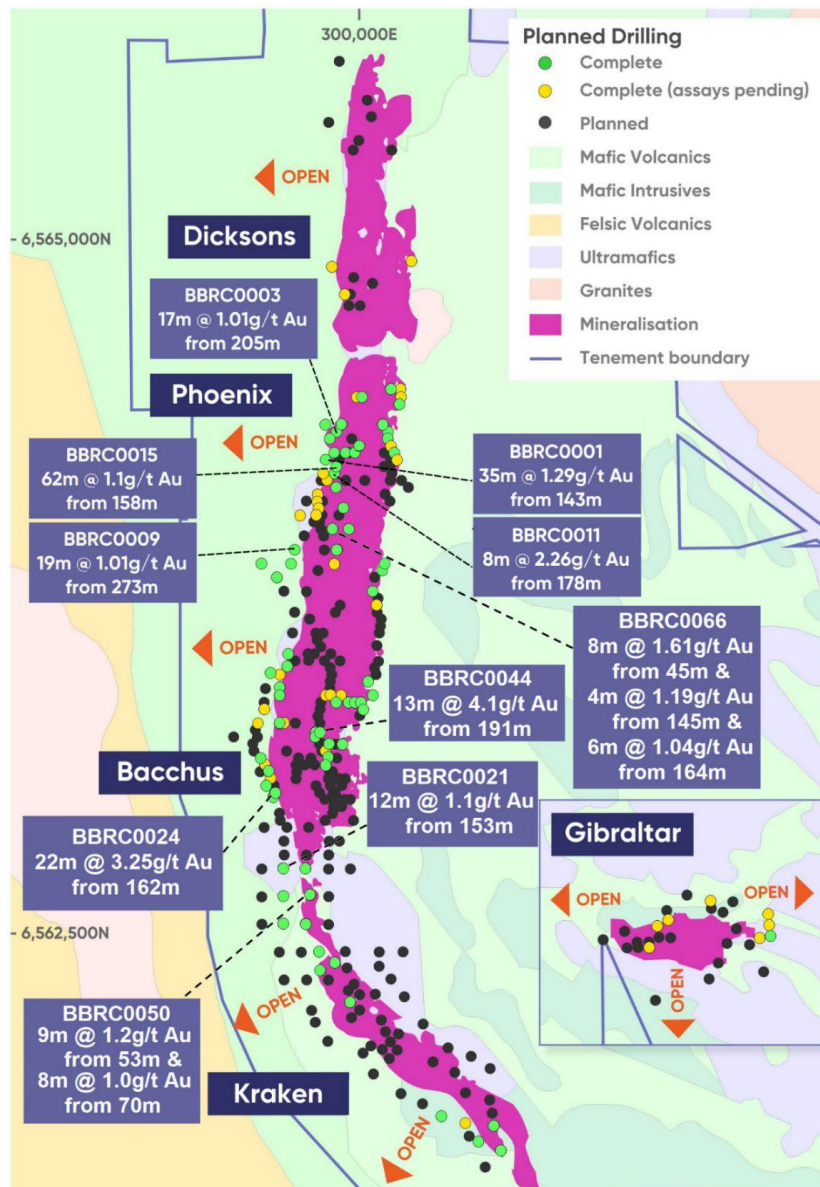 300,000E
Planned Drilling
Complete
Complete (assays pending)
Planned
Mafic Volcanics
Mafic Intrusives
Felsic Volcanics
Ultramafics
Granites
Mineralisation
Tenement boundary
OPEN
6,565,000N
Dicksons
BBRC0003
17m @ 1.01g/t Au
from 205m
Phoenix
OPEN
BBRC0015
62m @ 1.1g/t Au
from 158m
BBRC0001
35m @ 1.29g/t Au
from 143m
BBRC0009
19m @ 1.01g/t Au
from 273m
BBRC0011
8m @ 2.26g/t Au
from 178m
OPEN
BBRC0066
8m @ 1.61g/t Au
from 45m &
4m @ 1.19g/t Au
from 145m &
6m @ 1.04g/t Au
from 164m
BBRC0044
13m @ 4.1g/t Au
from 191m
Bacchus
BBRC0021
12m @ 1.1g/t Au
from 153m
BBRC0024
22m @ 3.25g/t Au
from 162m
Gibraltar
OPEN
OPEN
OPEN
6,562,500N
BBRC0050
9m @ 1.2g/t Au
from 53m &
8m @ 1.0g/t Au
from 70m
OPEN
Kraken
OPEN